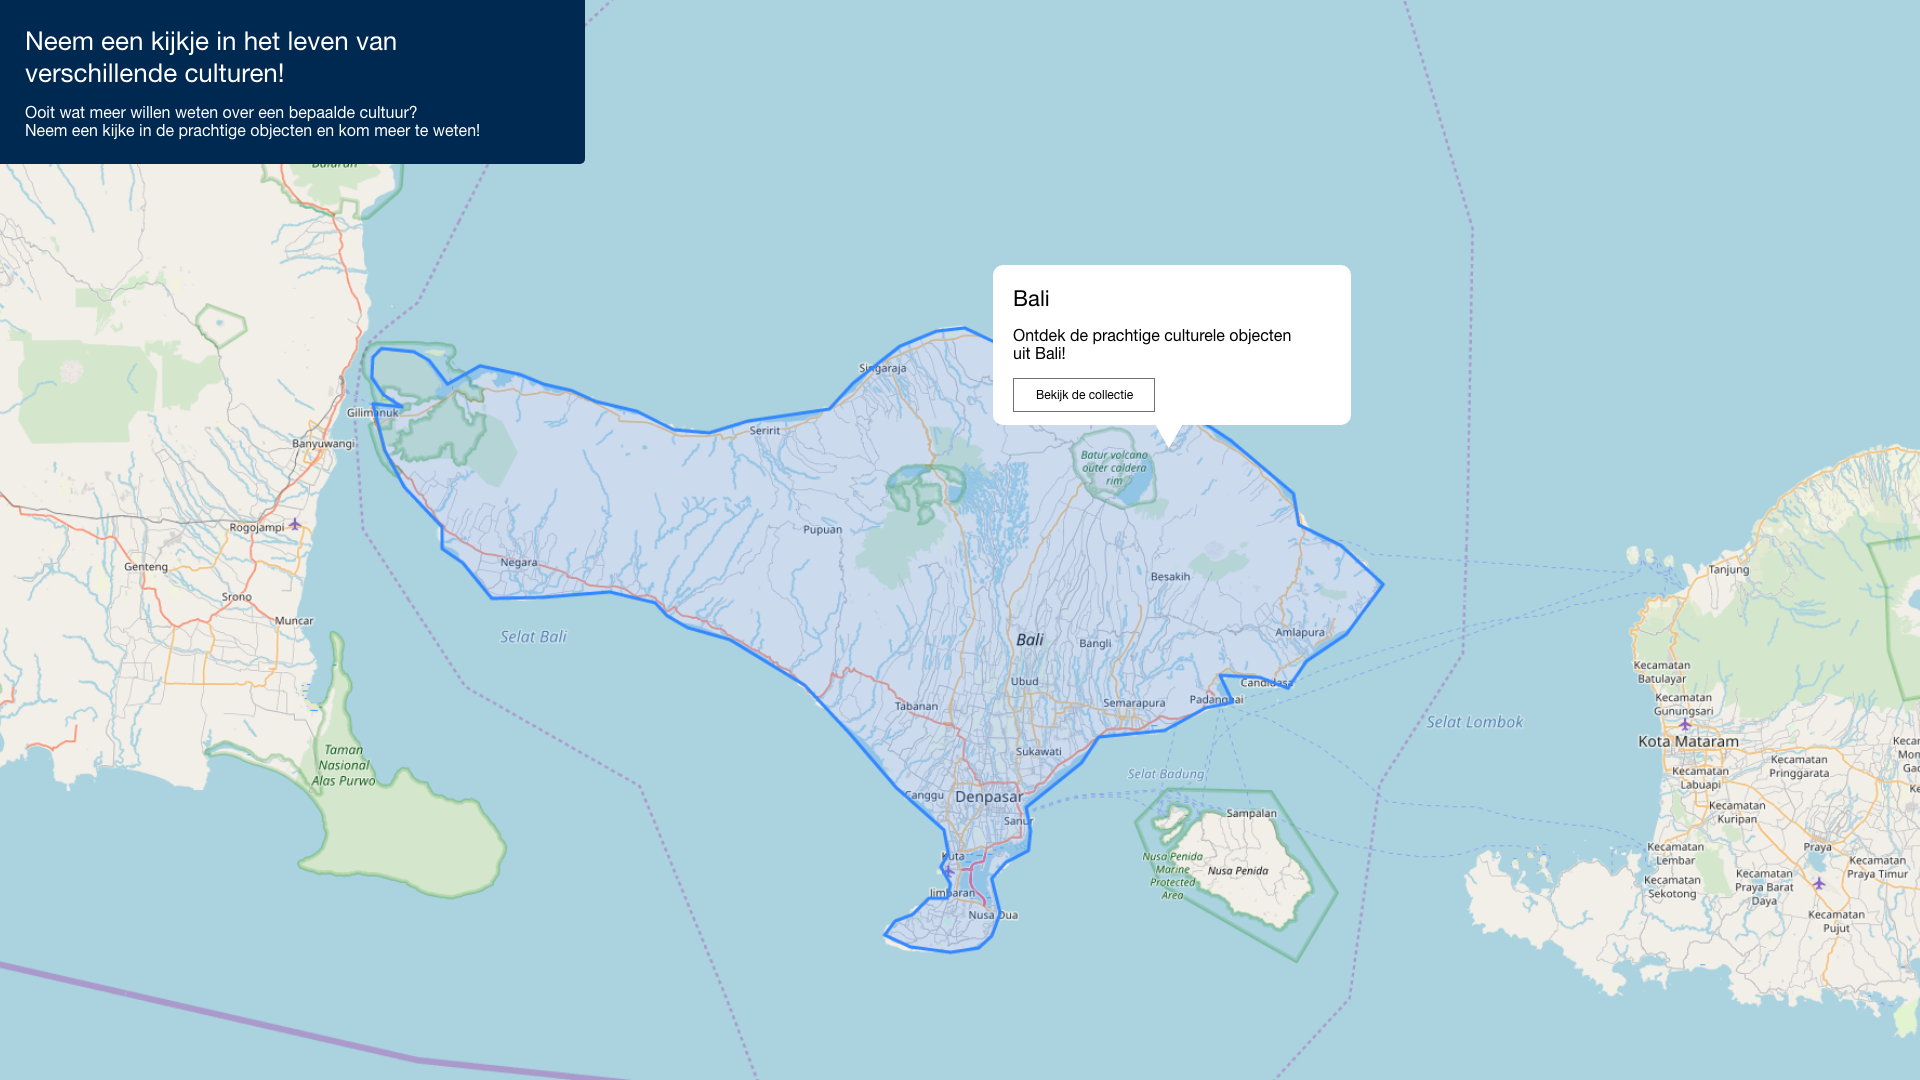 Neem een kijkje in het leven van
verschillende culturen!
Ooit wat meer willen weten over een bepaalde cultuur?
Neem een kijke in de prachtige objecten en kom meer te weten!
Bali
Ontdek de prachtige culturele objecten
uit Bali!
Bekijk de collectie
Singaraja
Gilimanuk
Seririt
Banyuwangi
Batur volcano
outer caldera
rim
Rogojampi
Pupuan
Genteng
Negara
Besakih
Tanjung
Srono
Muncar
Selat Bali
Bali
Bangli
Amlapura
Kecamatan
Batulayar
Ubud
Candidasa
Tabanan
Semarapura
Padangbai
Kecamatan
Gunungsari
Selat Lombok
Kota Mataram
Taman
Nasional
Alas Purwo
Sukawati
Selat Badung
Kecamatan
Pringgarata
Kecamatan
Labuapi
Canggu
Denpasar
Sanur
Sampalan
Kecamatan
Kuripan
Kuta
Nusa Penida
Marine
Protected
Area
Nusa Penida
Kecamatan
Lembar
Praya
Kecamatan
Praya Timur
Jimbaran
Kecamatan
Sekotong
Kecamatan
Praya Barat
Daya
Nusa Dua
Kecamatan
Pujut